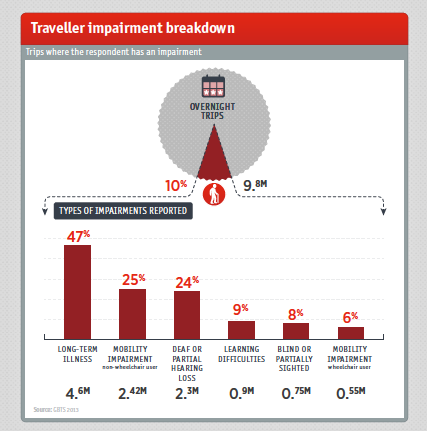 Traveller impairment breakdown
Trips where the respondent has an impairment
OVERNIGHT
TRIPS
10%
9.8M
TYPES OF IMPAIRMENTS REPORTED
47%
25%
24%
9%
8%
6%
LONG-TERM
ILLNESS
MOBILITY
IMPAIRMENT
non-wheelchair user
DEAF OR
PARTIAL
HEARING
LOSS
LEARNING
DIFFICULTIES
BLIND OR
PARTIALLY
SIGHTED
MOBILITY
IMPAIRMENT
wheelchair user
4.6M
2.42M
2.3M
0.9M
0.75M
0.55M
Source: GBTS 2013